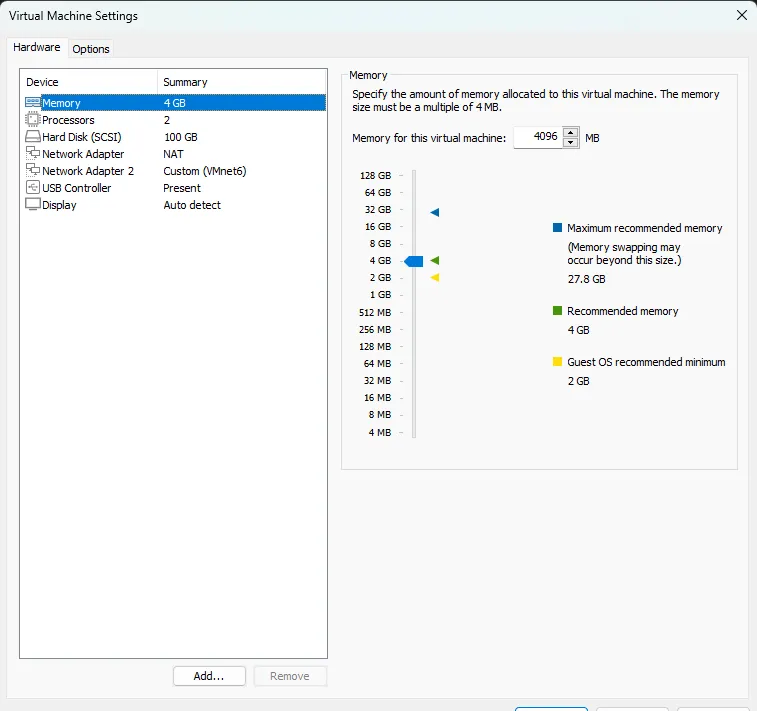 Virtual Machine Settings
Hardware
Options
Device Summary
Memory 4 GB
Processors 2
Hard Disk (SCSI) 100 GB
Network Adapter NAT
Network Adapter 2 Custom (VMnet6)
USB Controller Present
Display Auto detect
Add...
Remove
Memory
Specify the amount of memory allocated to this virtual machine. The memory
size must be a multiple of 4 MB.
Memory for this virtual machine: 4096 MB
128 GB
64 GB
32 GB
16 GB
8 GB
4 GB
2 GB
1 GB
512 MB
256 MB
128 MB
64 MB
32 MB
16 MB
8 MB
4 MB
Maximum recommended memory
(Memory swapping may
occur beyond this size.)
27.8 GB
Recommended memory
4 GB
Guest OS recommended minimum
2 GB